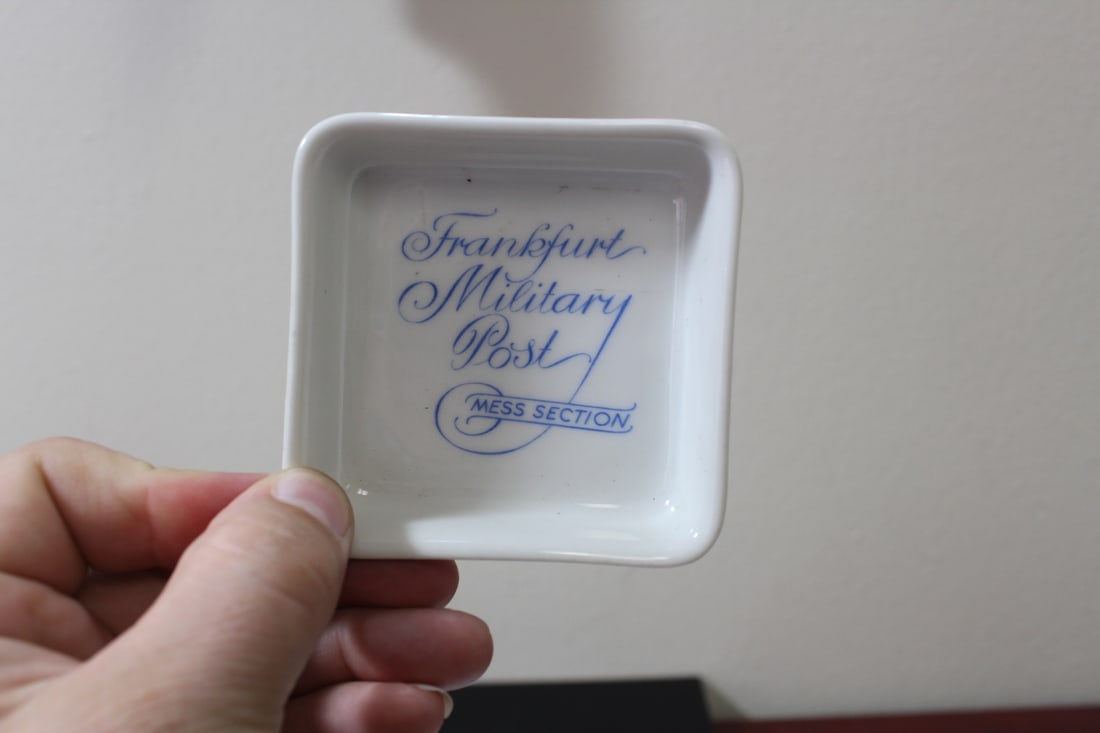 Frankfurt
Military
Post
MESS SECTION